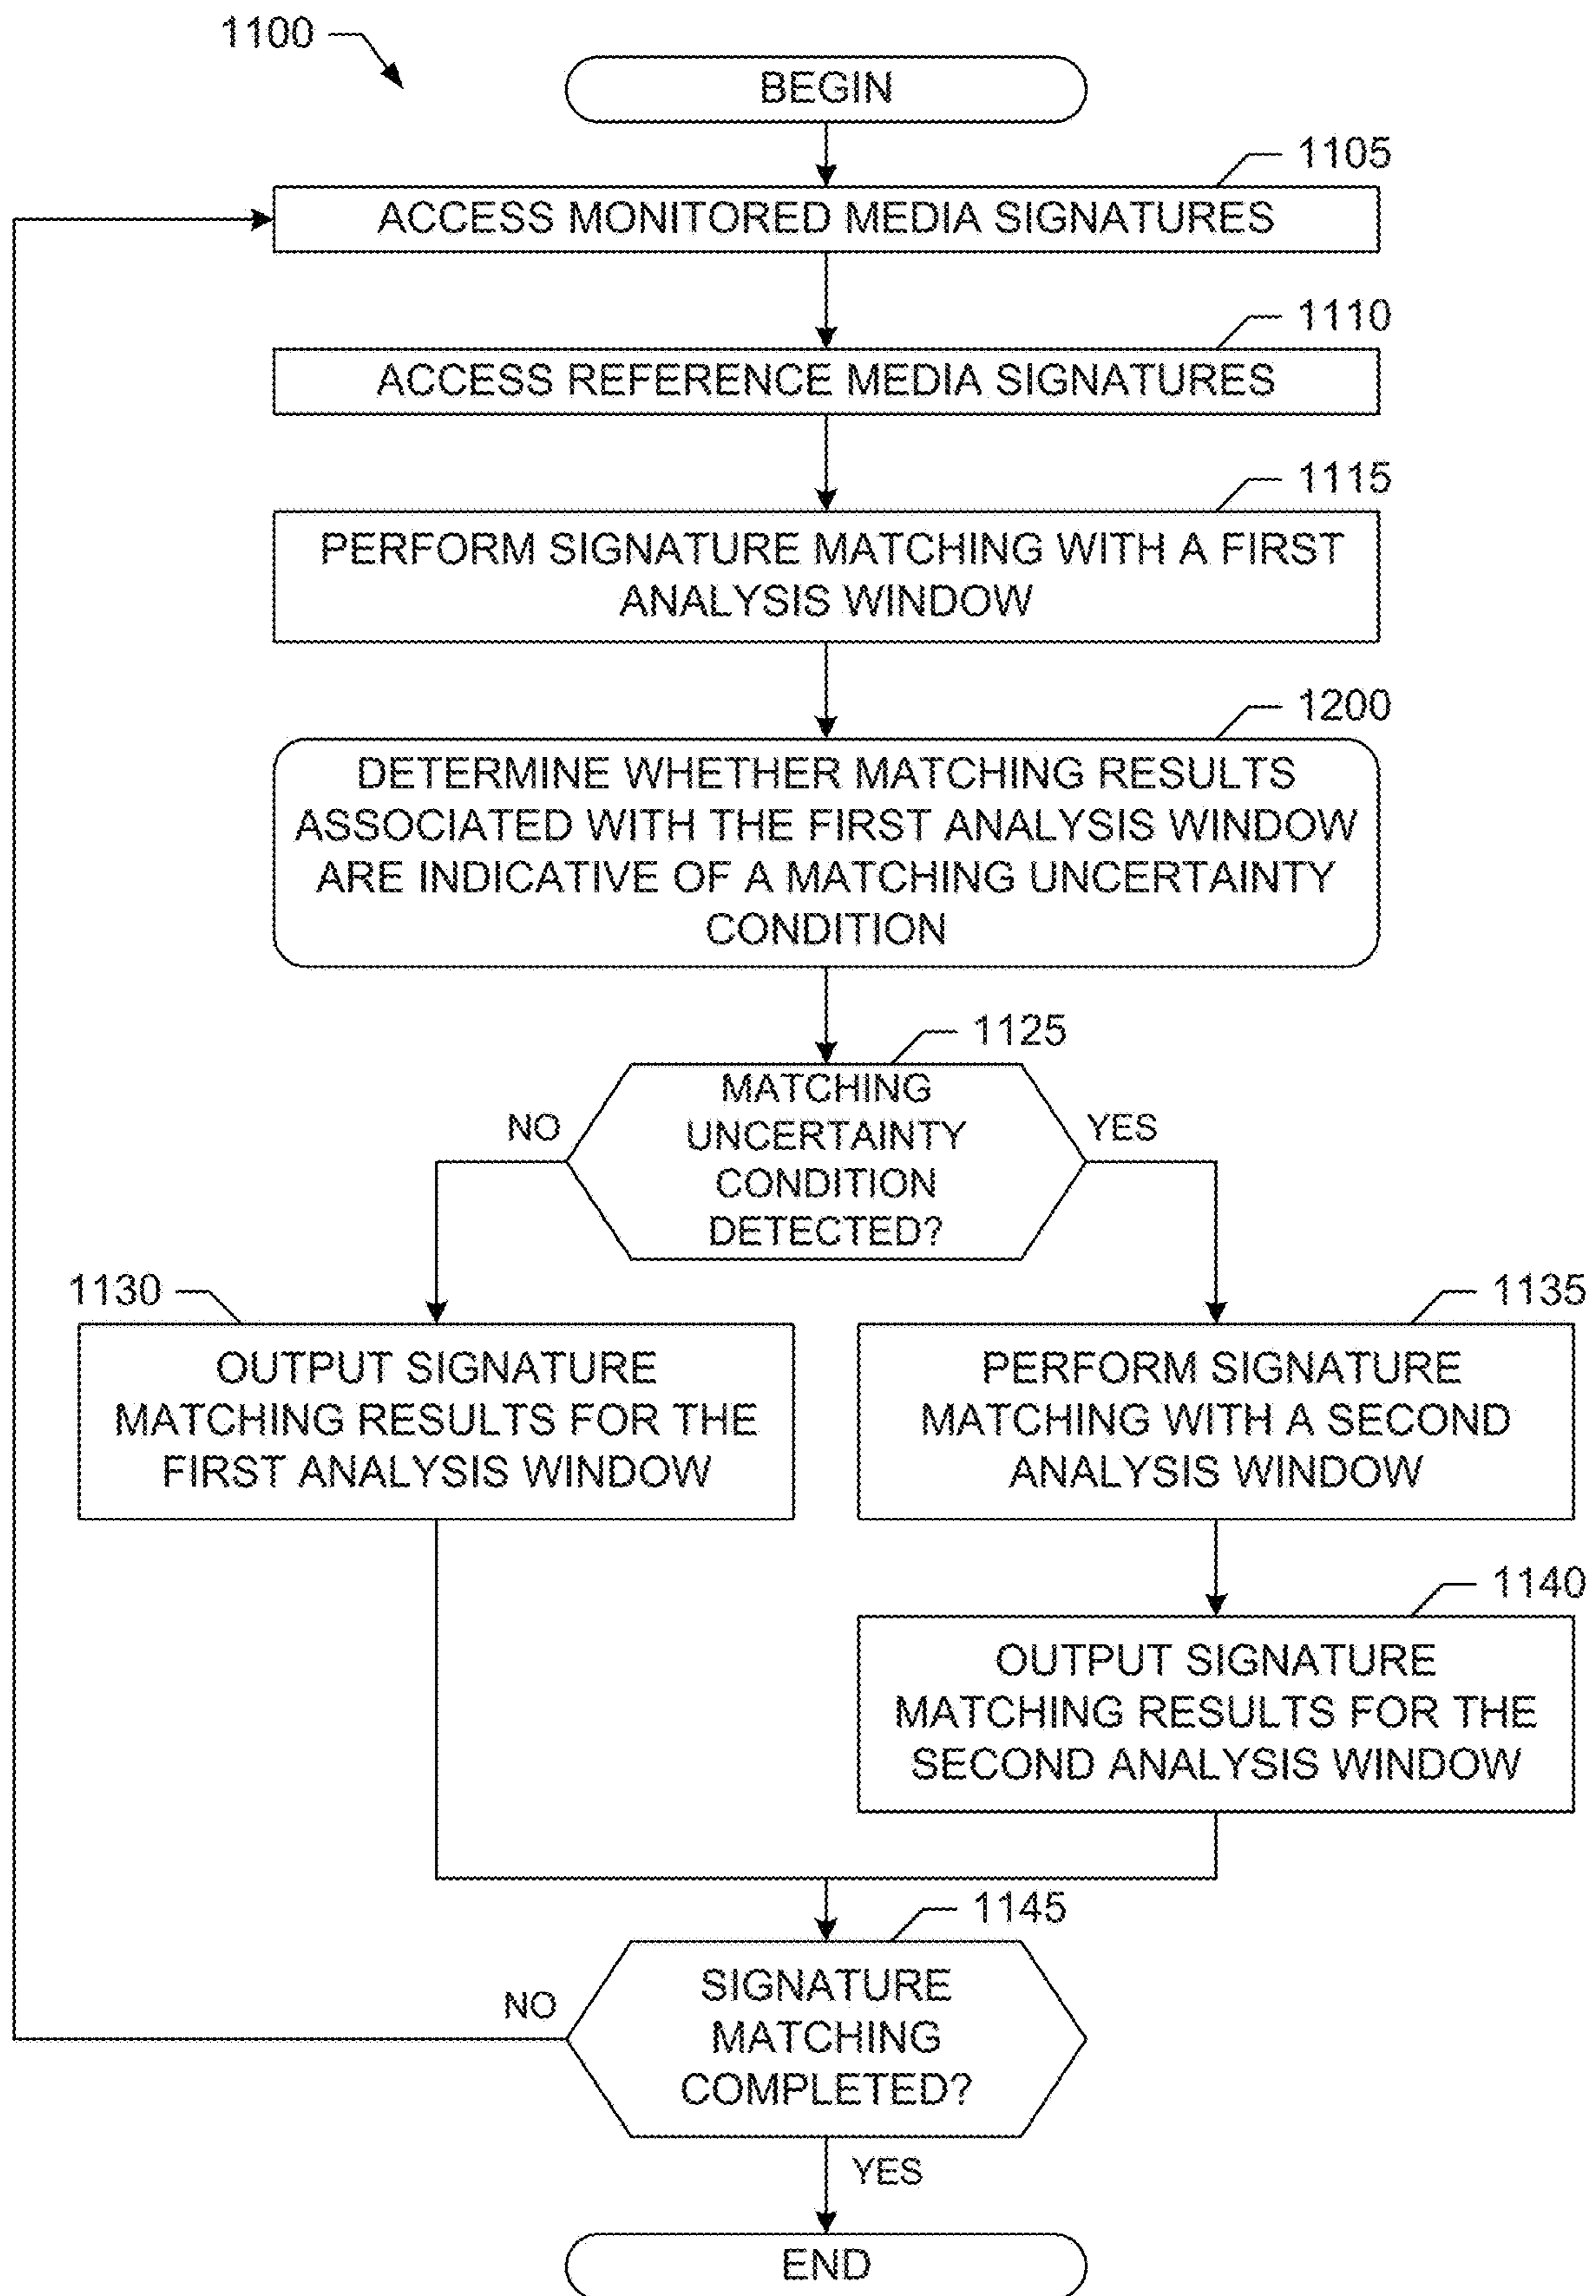 1100
BEGIN
1105
ACCESS MONITORED MEDIA SIGNATURES
1110
ACCESS REFERENCE MEDIA SIGNATURES
1115
PERFORM SIGNATURE MATCHING WITH A FIRST
ANALYSIS WINDOW
1200
DETERMINE WHETHER MATCHING RESULTS
ASSOCIATED WITH THE FIRST ANALYSIS WINDOW
ARE INDICATIVE OF A MATCHING UNCERTAINTY
CONDITION
1125
MATCHING
UNCERTAINTY
CONDITION
DETECTED?
NO
YES
1130
OUTPUT SIGNATURE
MATCHING RESULTS FOR THE
FIRST ANALYSIS WINDOW
1135
PERFORM SIGNATURE
MATCHING WITH A SECOND
ANALYSIS WINDOW
1140
OUTPUT SIGNATURE
MATCHING RESULTS FOR THE
SECOND ANALYSIS WINDOW
1145
SIGNATURE
MATCHING
COMPLETED?
NO
YES
END